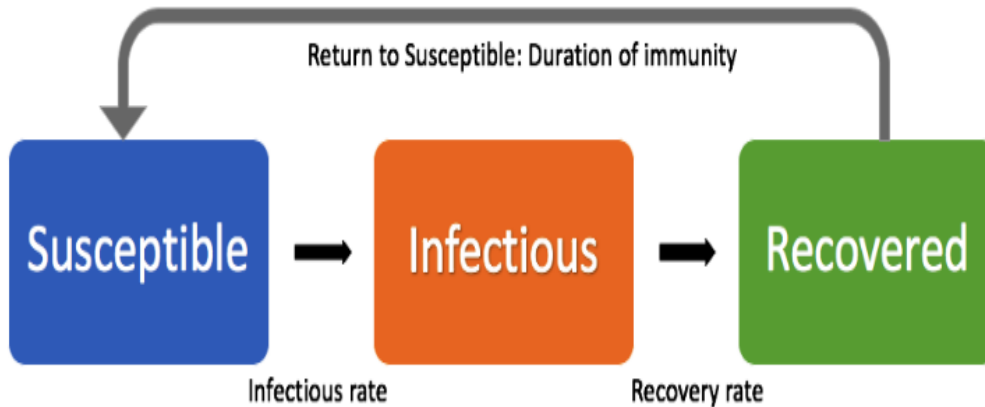 Return to Susceptible: Duration of immunity
Susceptible
Infectious
Recovered
Infectious rate
Recovery rate